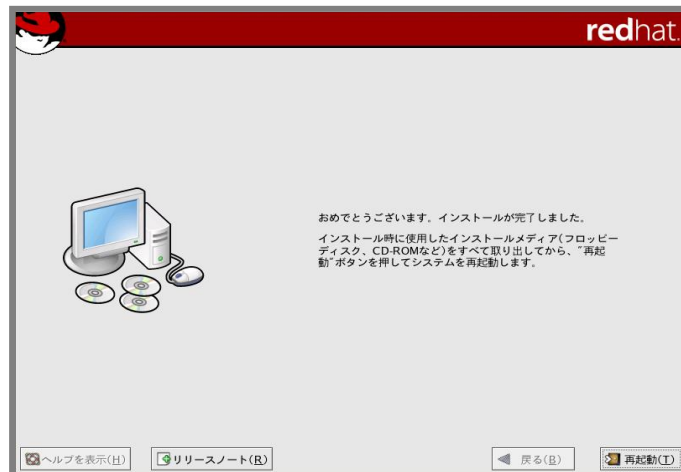 redhat.
おめでとうございます。インストールが完了しました。
インストール時に使用したインストールメディア(フロッピー
ディスク、CD-ROMなど)をすべて取り出してから、"再起
動"ボタンを押してシステムを再起動します。
ヘルプを表示(H) リリースノート(R) 戻る(B) 再起動(T)